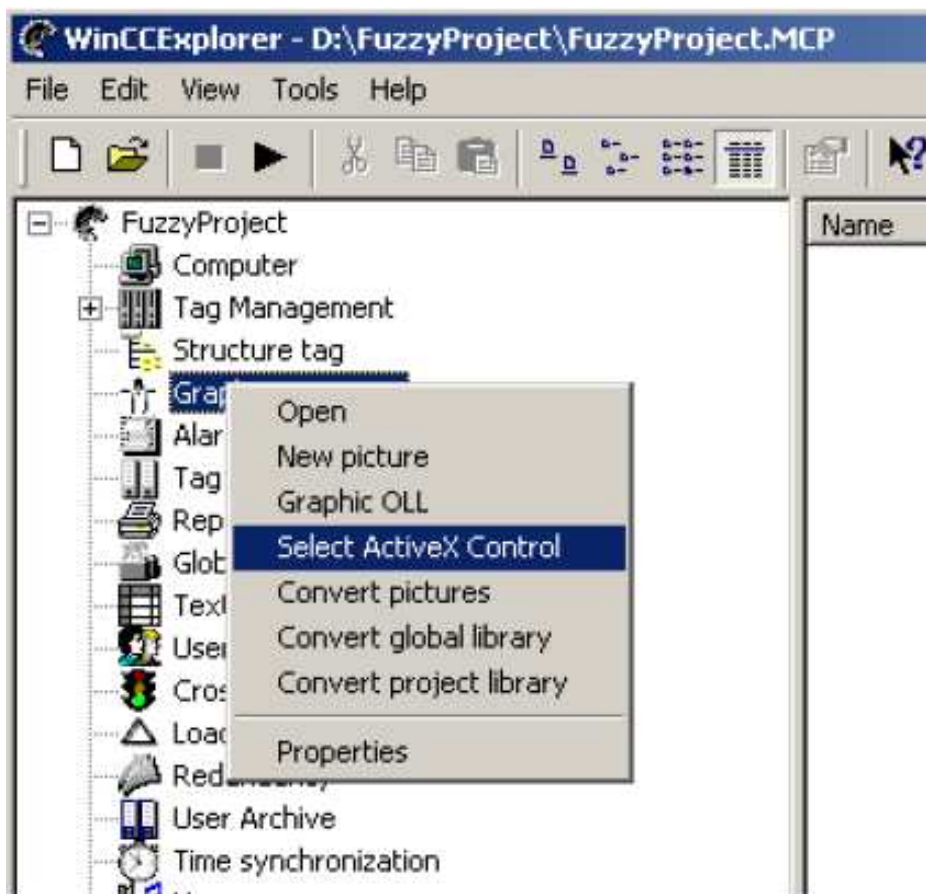 WinCCExplorer - D:\FuzzyProject\FuzzyProject.MCP
File Edit View Tools Help
Name
FuzzyProject
Computer
Tag Management
Structure tag
Open
New picture
Graphic OLL
Select ActiveX Control
Convert pictures
Convert global library
Convert project library
Properties
Tag
User Archive
Time synchronization